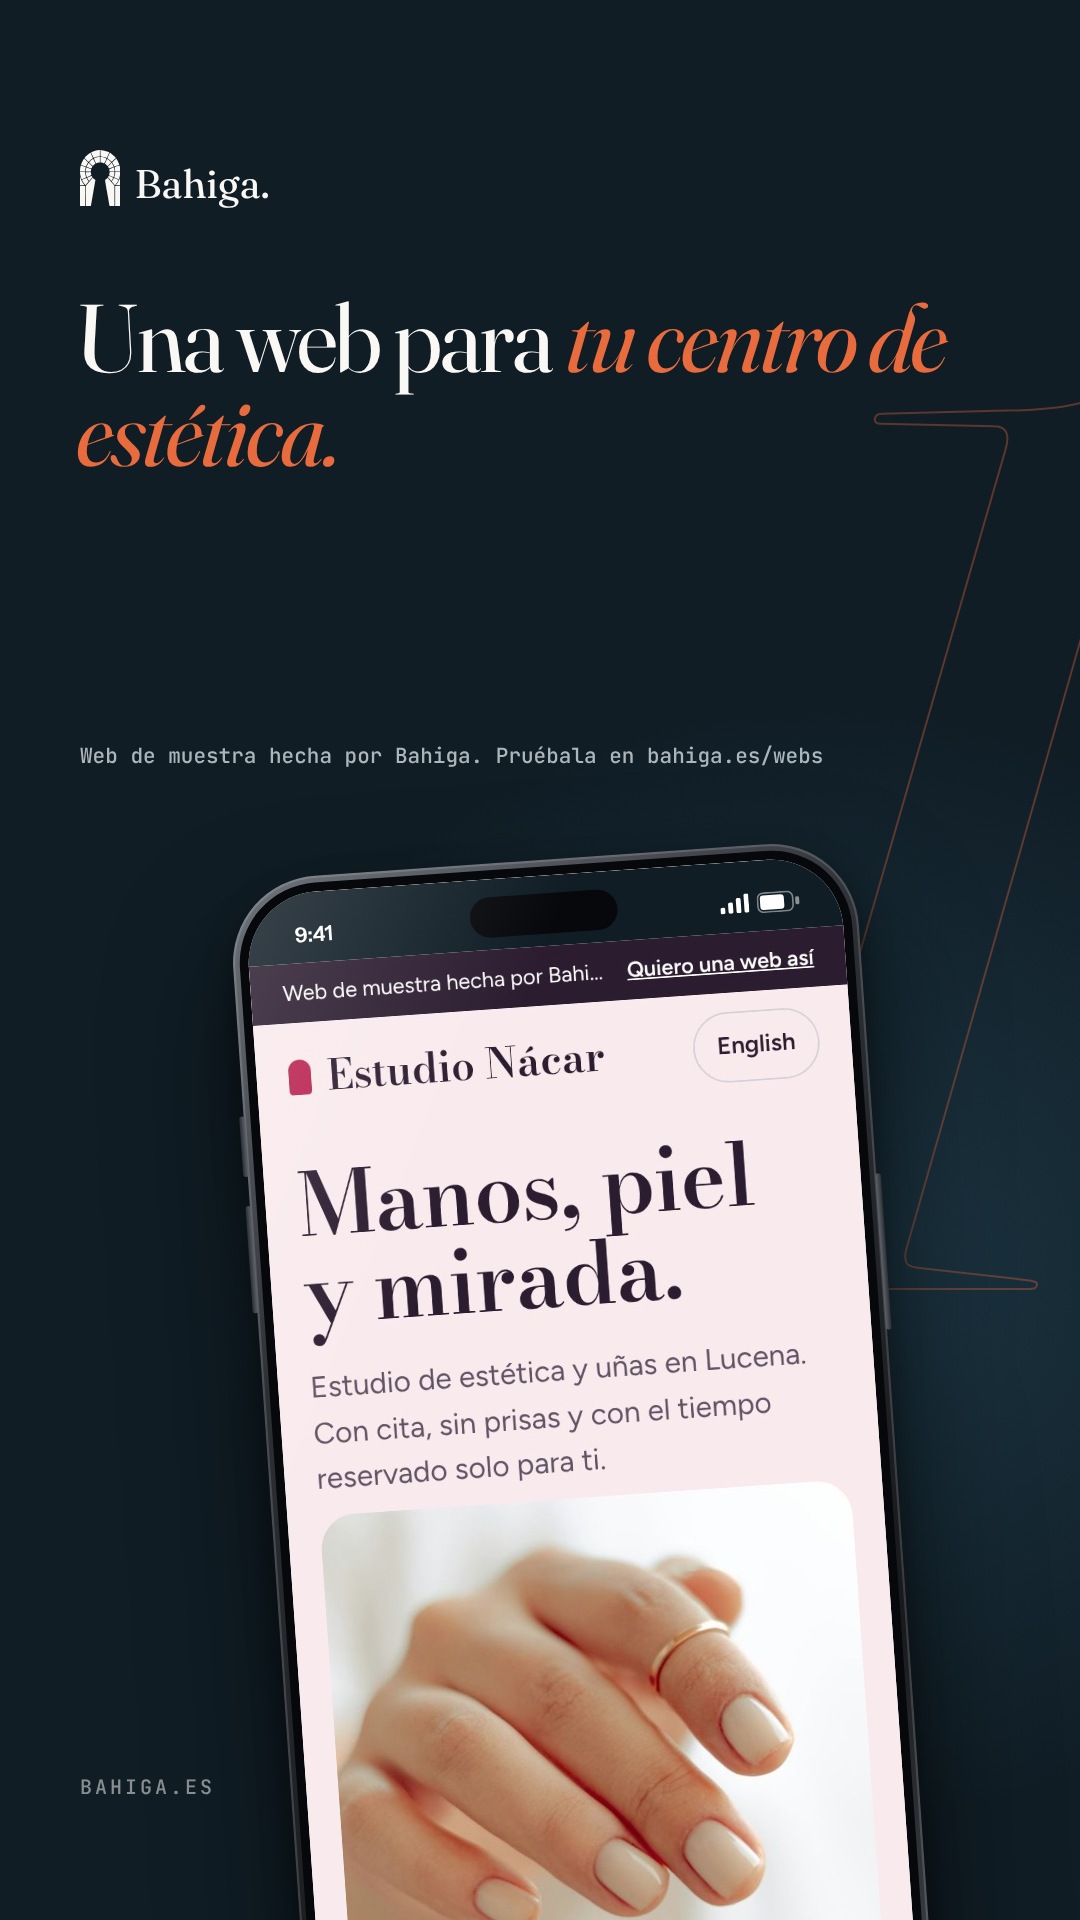 Bahiga.
Una web para tu centro de
estética.
Web de muestra hecha por Bahiga. Pruébala en bahiga.es/webs
9:41
Web de muestra hecha por Bahi... Quiero una web así
Estudio Nácar
English
Manos, piel
y mirada.
Estudio de estética y uñas en Lucena.
Con cita, sin prisas y con el tiempo
reservado solo para ti.
BAHIGA.ES